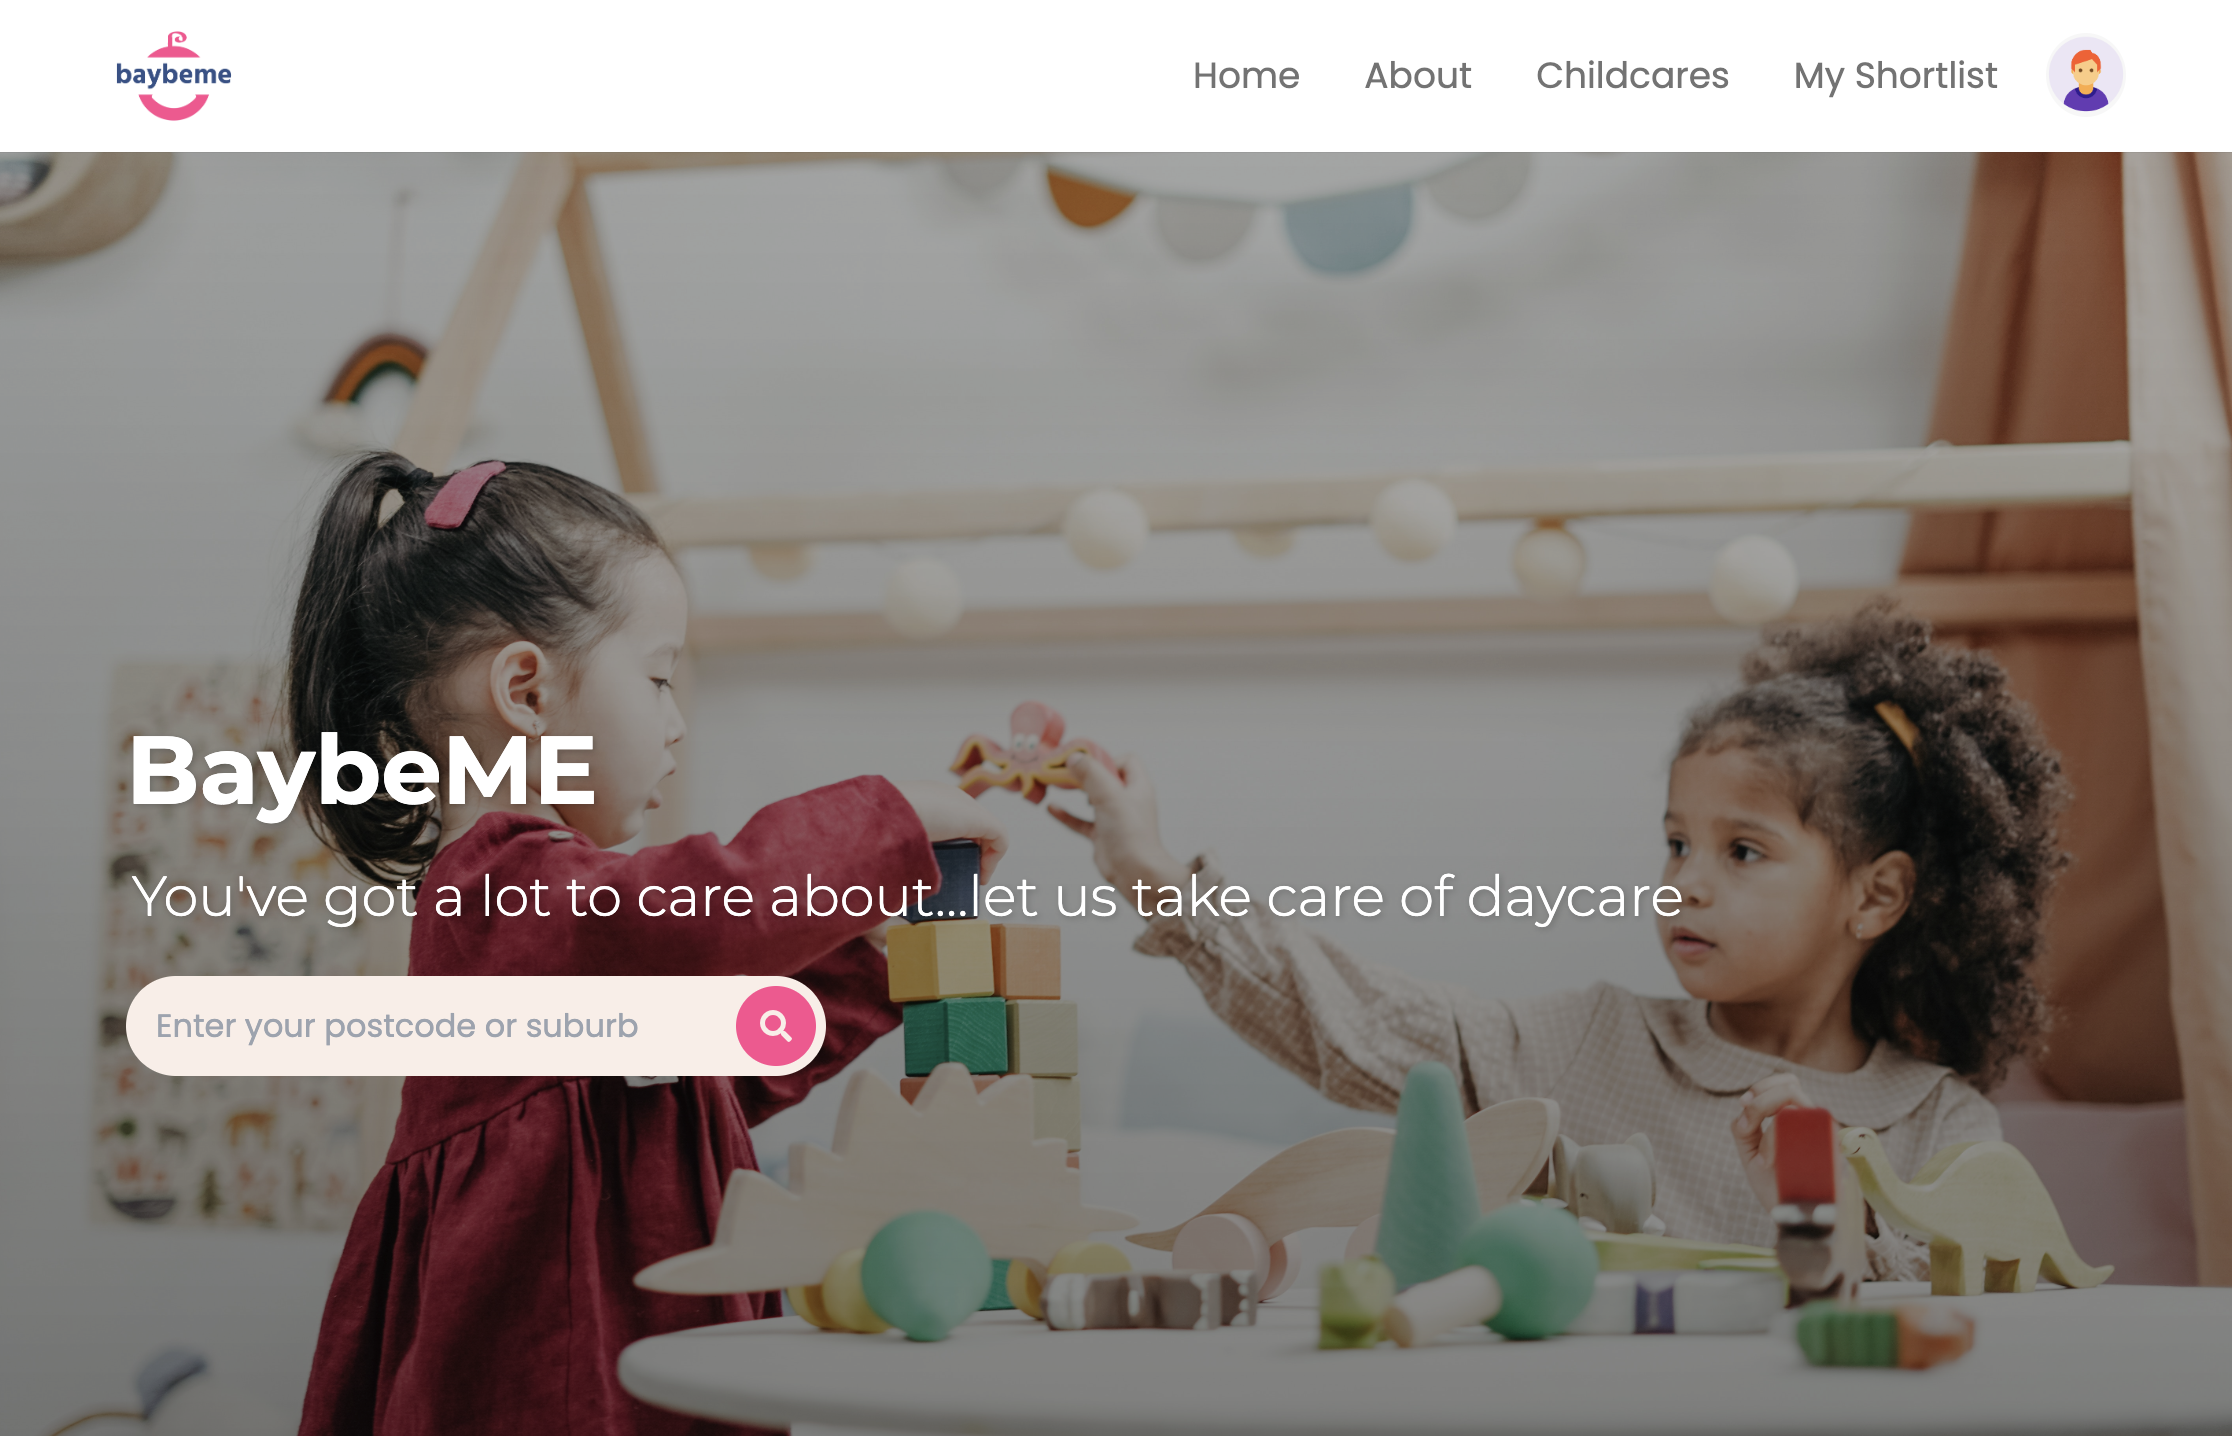 baybeme
Home About Childcares My Shortlist
BaybeME
You've got a lot to care about...let us take care of daycare
Enter your postcode or suburb